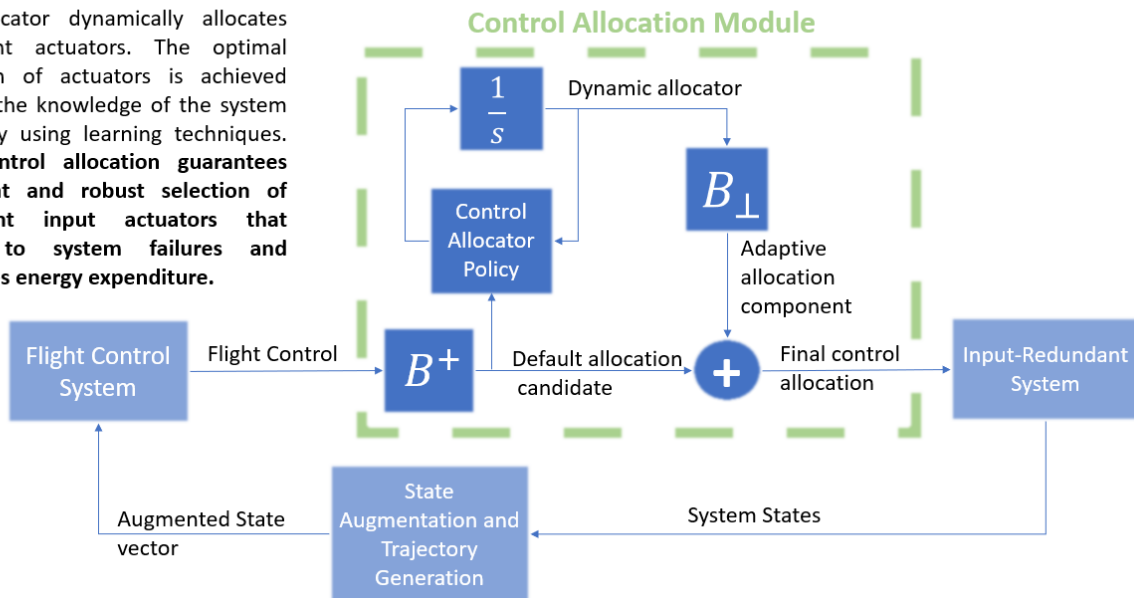 cator dynamically allocates
nt actuators. The optimal
n of actuators is achieved
the knowledge of the system
y using learning techniques.
ntrol allocation guarantees
t and robust selection of
nt input actuators that
to system failures and
s energy expenditure.
Control Allocation Module
1
s
Dynamic allocator
B⊥
Control
Allocator
Policy
Adaptive
allocation
component
Flight Control
System
Flight Control
B+
Default allocation
candidate
+
Final control
allocation
Input-Redundant
System
State
Augmentation and
Trajectory
Generation
Augmented State
vector
System States